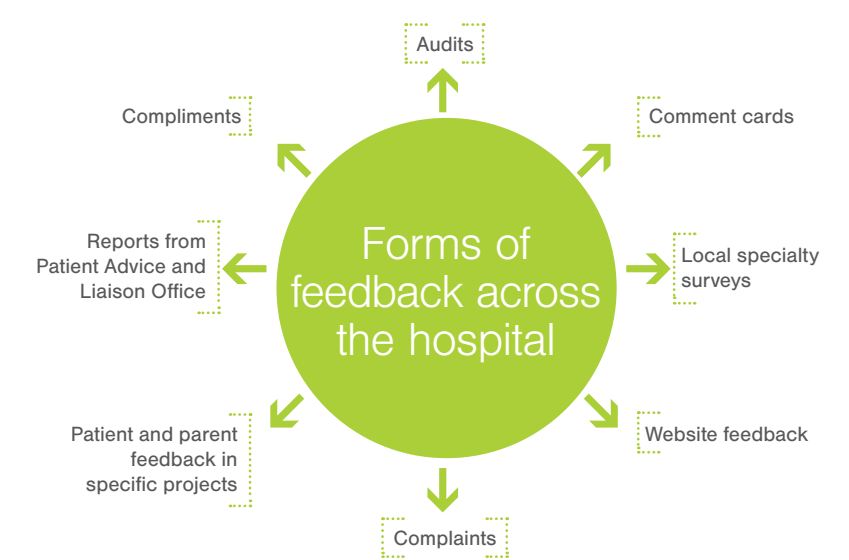 Audits
Compliments
Comment cards
Reports from
Patient Advice and
Liaison Office
Forms of
feedback across
the hospital
Local specialty
surveys
Patient and parent
feedback in
specific projects
Website feedback
Complaints